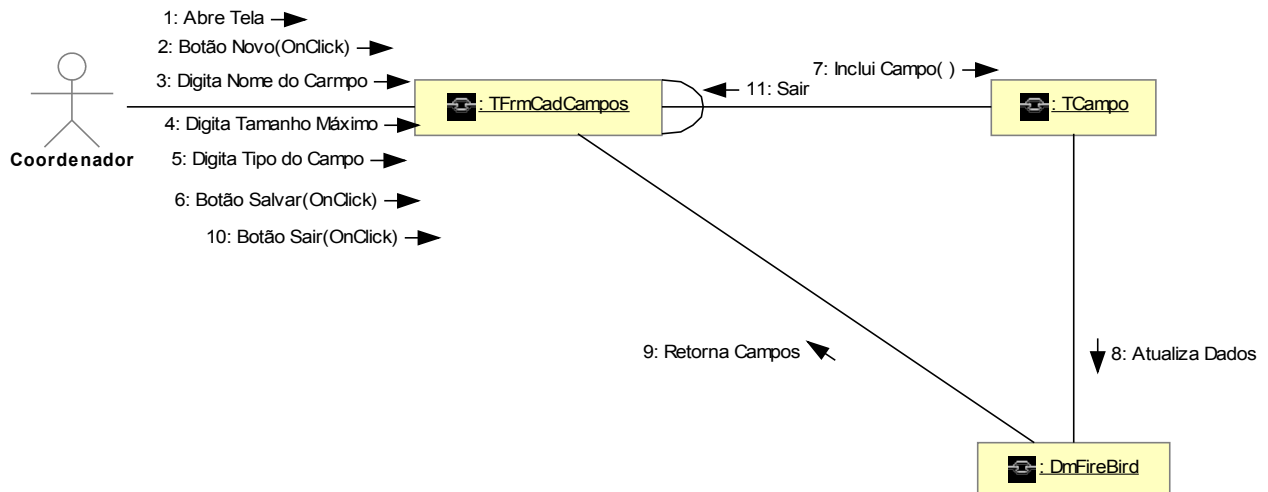 1: Abre Tela
2: Botão Novo(OnClick)
3: Digita Nome do Carmpo
7: Inclui Campo( )
11: Sair
: TFrmCadCampos
: TCampo
4: Digita Tamanho Máximo
Coordenador
5: Digita Tipo do Campo
6: Botão Salvar(OnClick)
10: Botão Sair(OnClick)
9: Retorna Campos
8: Atualiza Dados
: DmFireBird